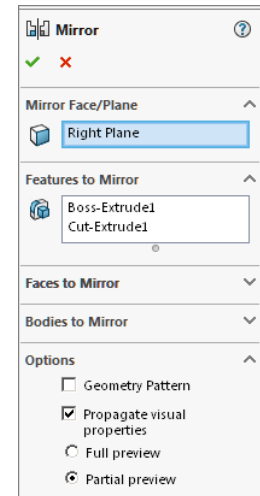 Mirror
Mirror Face/Plane
Right Plane
Features to Mirror
Boss-Extrude1
Cut-Extrude1
Faces to Mirror
Bodies to Mirror
Options
Geometry Pattern
Propagate visual
properties
Full preview
Partial preview